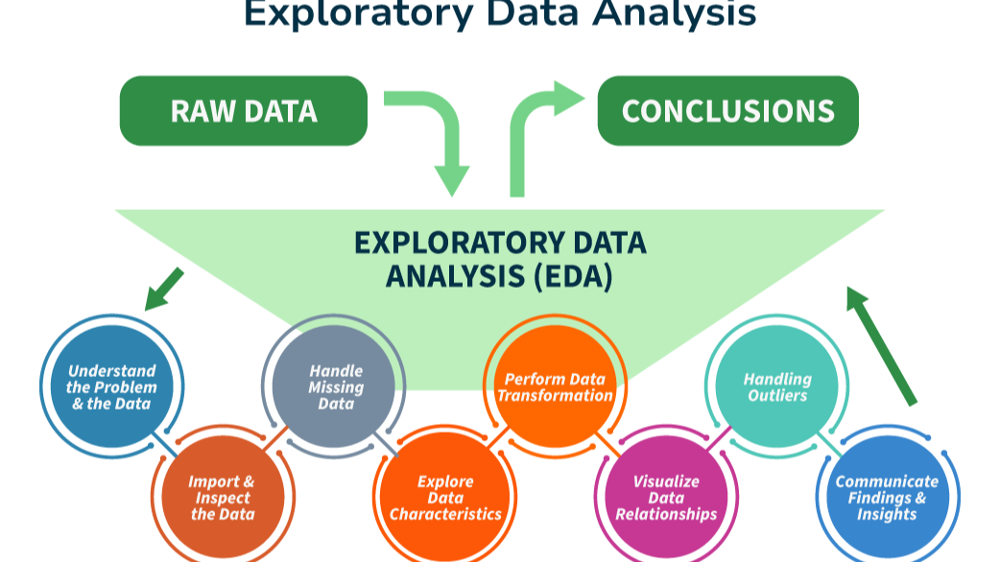 Exploratory Data Analysis
RAW DATA
CONCLUSIONS
EXPLORATORY DATA
ANALYSIS (EDA)
Understand
the Problem
& the Data
Import &
Inspect
the Data
Handle
Missing
Data
Explore
Data
Characteristics
Perform Data
Transformation
Visualize
Data
Relationships
Handling
Outliers
Communicate
Findings &
Insights